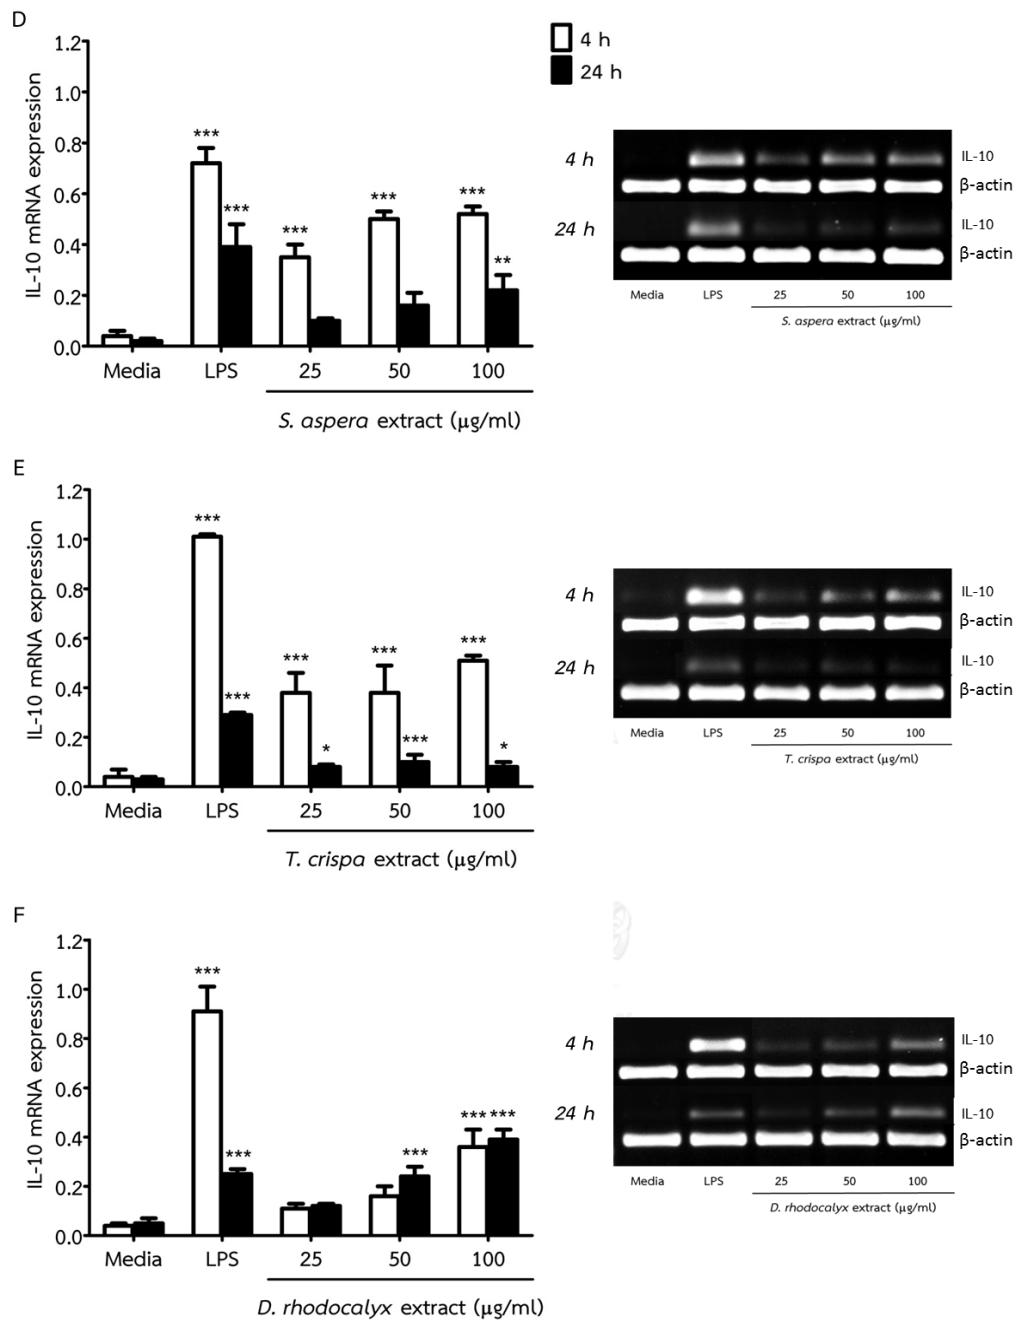 D
4 h
24 h
IL-10 mRNA expression
1.2
1.0
0.8
0.6
0.4
0.2
0.0
***
***
***
***
***
**
Media LPS 25 50 100
S. aspera extract (μg/ml)
4 h IL-10
β-actin
24 h IL-10
β-actin
Media LPS 25 50 100
S. aspera extract (μg/ml)
E
IL-10 mRNA expression
1.2
1.0
0.8
0.6
0.4
0.2
0.0
***
***
***
*
***
***
***
*
Media LPS 25 50 100
T. crispa extract (μg/ml)
4 h IL-10
β-actin
24 h IL-10
β-actin
Media LPS 25 50 100
T. crispa extract (μg/ml)
F
IL-10 mRNA expression
1.2
1.0
0.8
0.6
0.4
0.2
0.0
***
***
***
*** ***
Media LPS 25 50 100
D. rhodocalyx extract (μg/ml)
4 h IL-10
β-actin
24 h IL-10
β-actin
Media LPS 25 50 100
D. rhodocalyx extract (μg/ml)